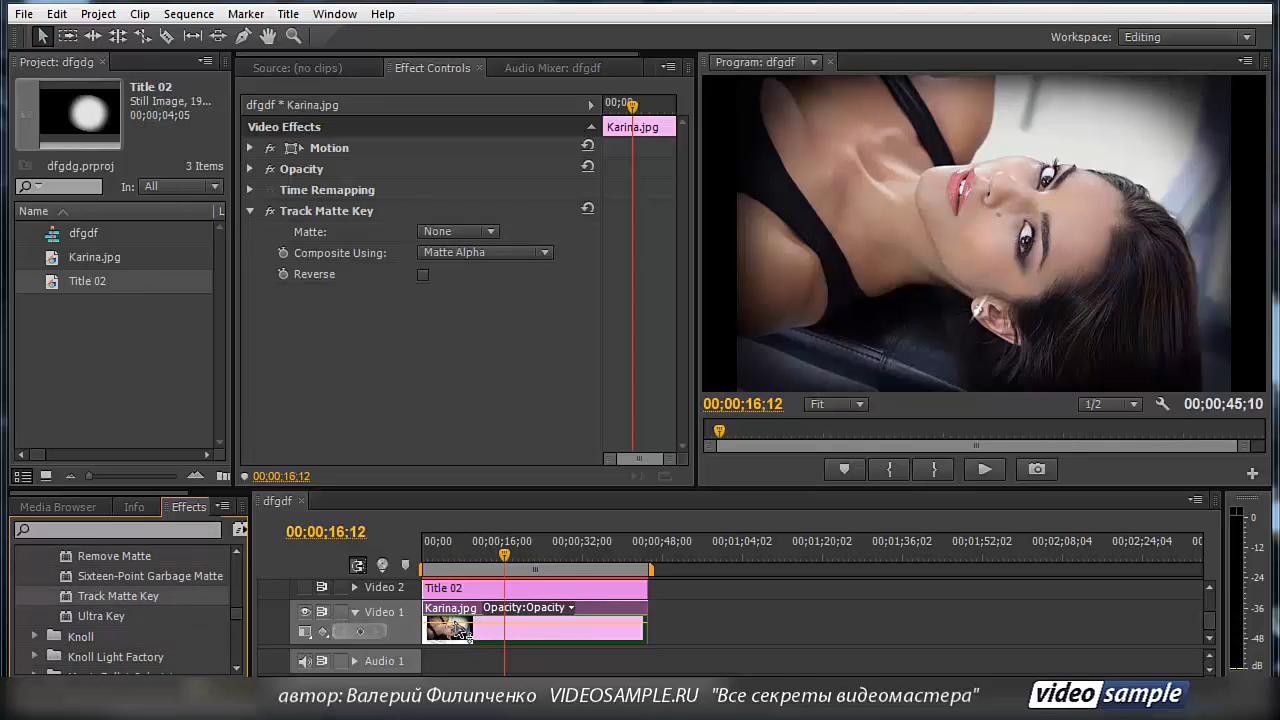 File Edit Project Clip Sequence Marker Title Window Help
Workspace: Editing
Project: dfgdg
Title 02
Still Image, 19...
00;00;04;05
dfgdg.prproj 3 Items
In: All
Name L
dfgdf
Karina.jpg
Title 02
Source: (no clips) Effect Controls Audio Mixer: dfgdf
dfgdf * Karina.jpg
00;00
Video Effects
Karina.jpg
Motion
Opacity
Time Remapping
Track Matte Key
Matte: None
Composite Using: Matte Alpha
Reverse
00;00;16;12
Program: dfgdf
00;00;16;12 Fit 1/2 00;00;45;10
Media Browser Info Effects
Remove Matte
Sixteen-Point Garbage Matte
Track Matte Key
Ultra Key
Knoll
Knoll Light Factory
dfgdf
00;00;16;12
00;00 00;00;16;00 00;00;32;00 00;00;48;00 00;01;04;02 00;01;20;02 00;01;36;02 00;01;52;02 00;02;08;04 00;02;24;04 00;
Video 2 Title 02
Video 1 Karina.jpg Opacity:Opacity
Audio 1
0
-12
-24
-36
-48
dB
автор: Валерий Филипченко VIDEOSAMPLE.RU "Все секреты видеомастера"
video sample